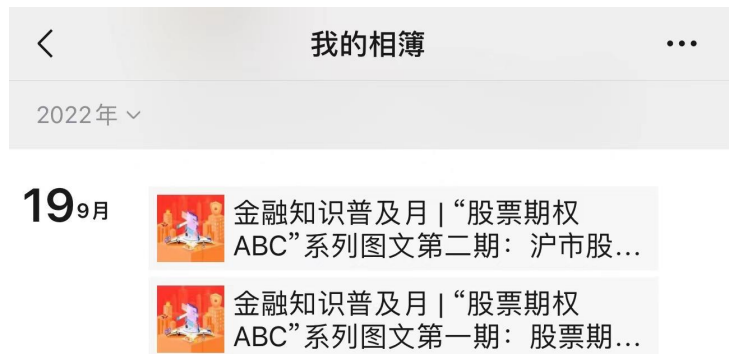 我的相簿
2022年
19 9月
金融知识普及月 | “股票期权
ABC”系列图文第二期：沪市股...
金融知识普及月 | “股票期权
ABC”系列图文第一期：股票期...